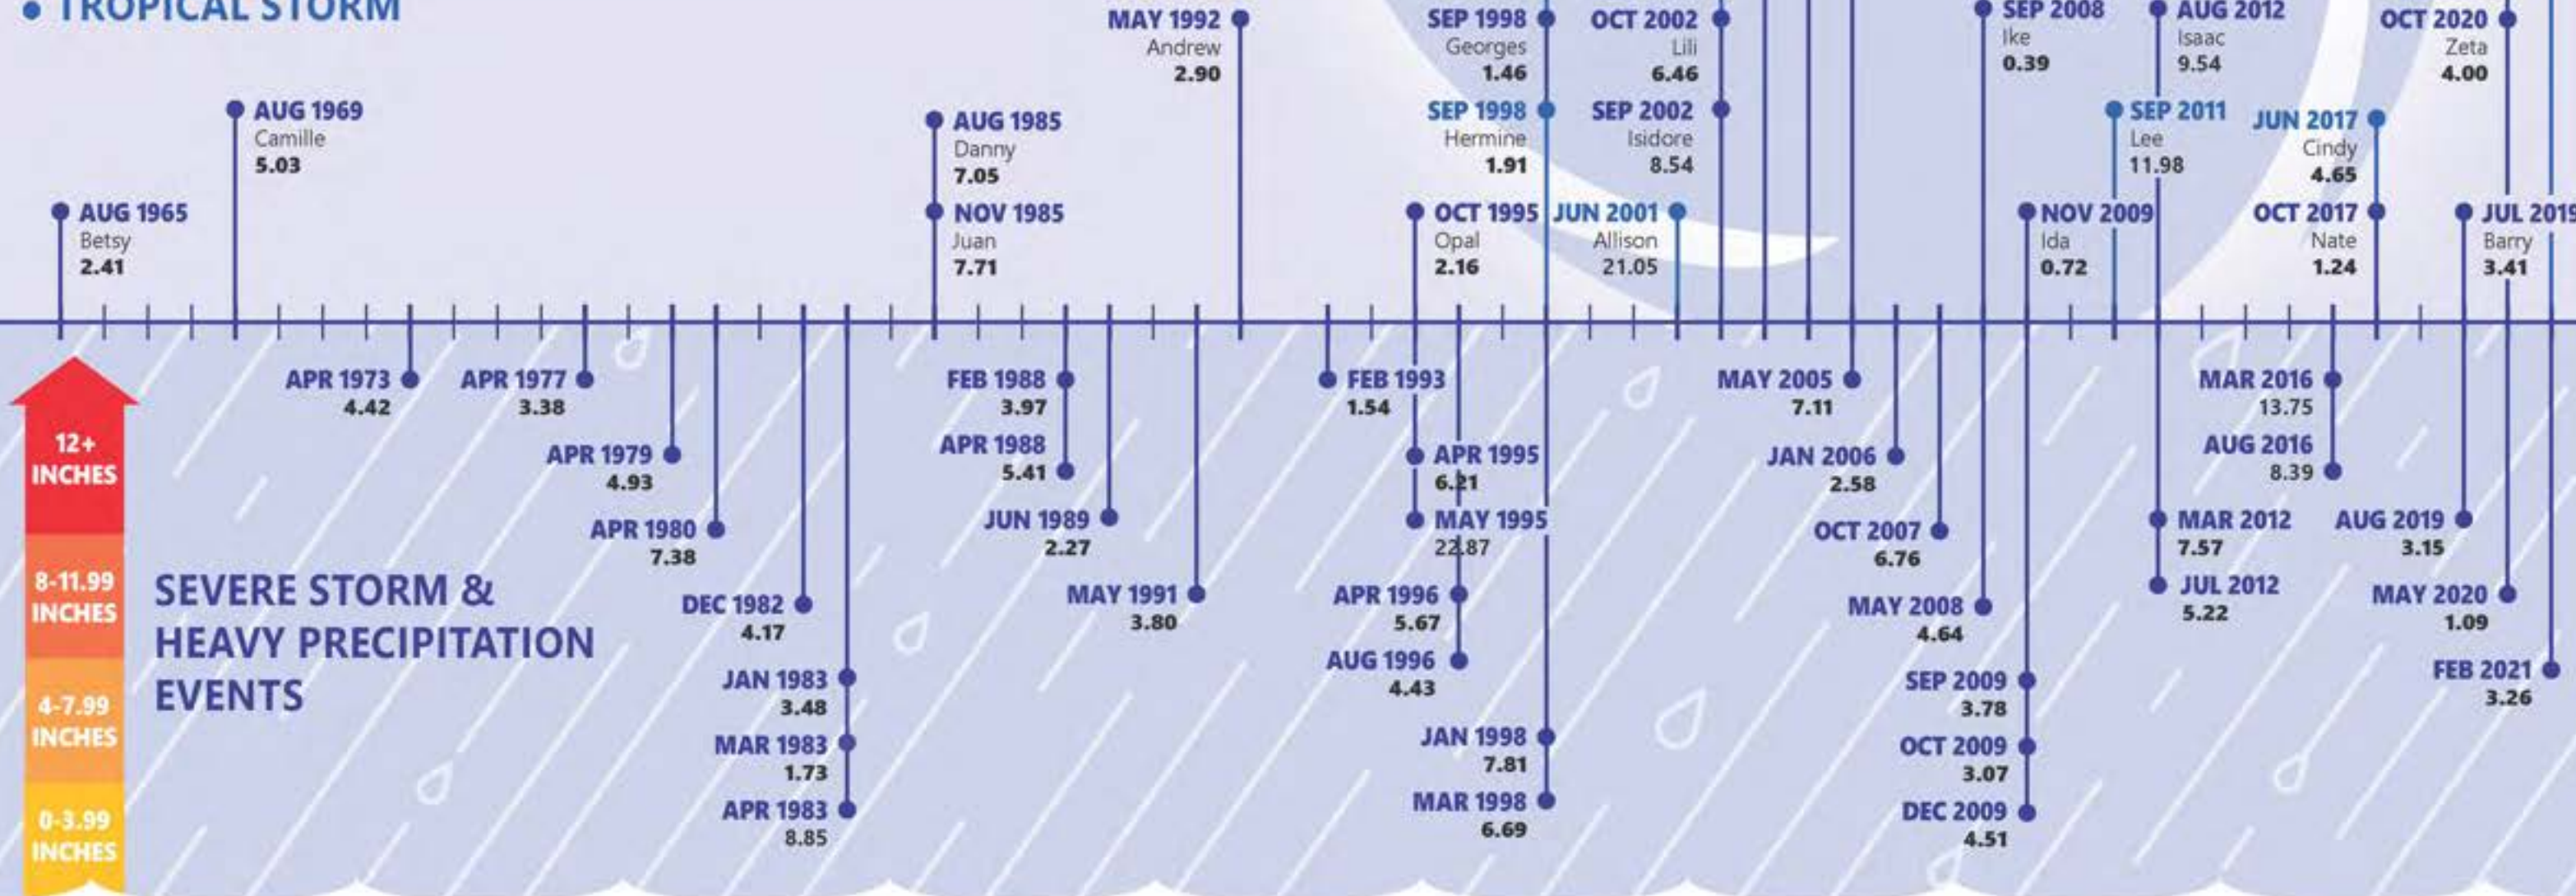 TROPICAL STORM
MAY 1992
Andrew
2.90
SEP 1998
Georges
1.46
OCT 2002
Lili
6.46
SEP 2008
Ike
0.39
AUG 2012
Isaac
9.54
OCT 2020
Zeta
4.00
AUG 1969
Camille
5.03
AUG 1985
Danny
7.05
SEP 1998
Hermine
1.91
SEP 2002
Isidore
8.54
SEP 2011
Lee
11.98
JUN 2017
Cindy
4.65
AUG 1965
Betsy
2.41
NOV 1985
Juan
7.71
OCT 1995
Opal
2.16
JUN 2001
Allison
21.05
NOV 2009
Ida
0.72
OCT 2017
Nate
1.24
JUL 2019
Barry
3.41
APR 1973
4.42
APR 1977
3.38
FEB 1988
3.97
FEB 1993
1.54
MAY 2005
7.11
MAR 2016
13.75
12+
INCHES
APR 1979
4.93
APR 1988
5.41
APR 1995
6.21
JAN 2006
2.58
AUG 2016
8.39
APR 1980
7.38
JUN 1989
2.27
MAY 1995
22.87
OCT 2007
6.76
MAR 2012
7.57
AUG 2019
3.15
8-11.99
INCHES
SEVERE STORM &
HEAVY PRECIPITATION
EVENTS
DEC 1982
4.17
MAY 1991
3.80
APR 1996
5.67
MAY 2008
4.64
JUL 2012
5.22
MAY 2020
1.09
4-7.99
INCHES
JAN 1983
3.48
AUG 1996
4.43
SEP 2009
3.78
FEB 2021
3.26
MAR 1983
1.73
JAN 1998
7.81
OCT 2009
3.07
0-3.99
INCHES
APR 1983
8.85
MAR 1998
6.69
DEC 2009
4.51